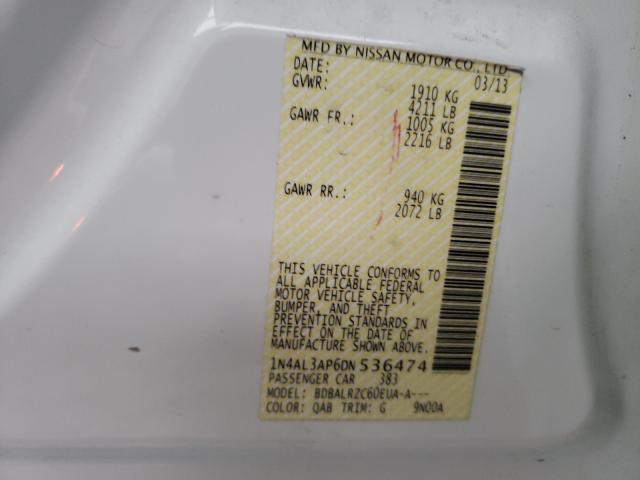 MFD BY NISSAN MOTOR CO., LTD.
DATE: 03/13
GVWR: 1910 KG
4211 LB
GAWR FR.: 1005 KG
2216 LB
GAWR RR.: 940 KG
2072 LB
THIS VEHICLE CONFORMS TO
ALL APPLICABLE FEDERAL
MOTOR VEHICLE SAFETY,
BUMPER, AND THEFT
PREVENTION STANDARDS IN
EFFECT ON THE DATE OF
MANUFACTURE SHOWN ABOVE.
1N4AL3AP6DN536474
PASSENGER CAR 383
MODEL: BDBALRZC60EUA-A---
COLOR: QAB TRIM: G 9N00A